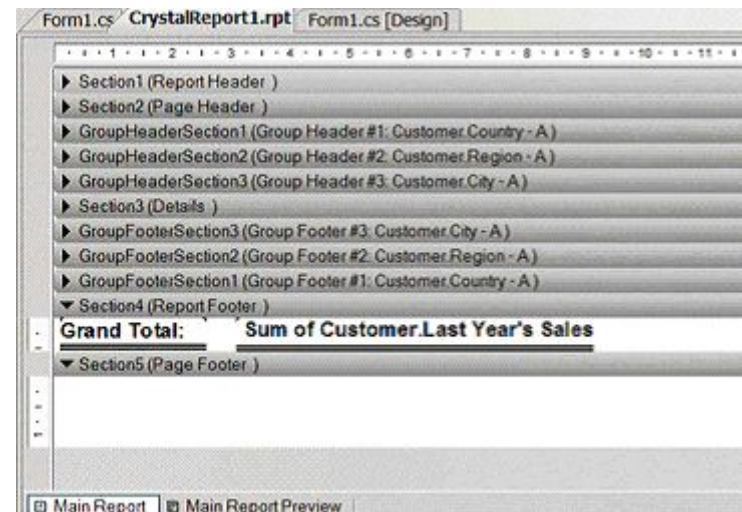 Form1.cs CrystalReport1.rpt Form1.cs [Design]
1 2 3 4 5 6 7 8 9 10 11
Section1 (Report Header )
Section2 (Page Header )
GroupHeaderSection1 (Group Header #1: Customer.Country - A )
GroupHeaderSection2 (Group Header #2: Customer.Region - A )
GroupHeaderSection3 (Group Header #3: Customer.City - A )
Section3 (Details )
GroupFooterSection3 (Group Footer #3: Customer.City - A )
GroupFooterSection2 (Group Footer #2: Customer.Region - A )
GroupFooterSection1 (Group Footer #1: Customer.Country - A )
Section4 (Report Footer )
Grand Total: Sum of Customer.Last Year's Sales
Section5 (Page Footer )
Main Report Main Report Preview